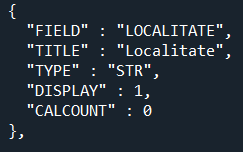 {
  "FIELD" : "LOCALITATE",
  "TITLE" : "Localitate",
  "TYPE" : "STR",
  "DISPLAY" : 1,
  "CALCOUNT" : 0
},